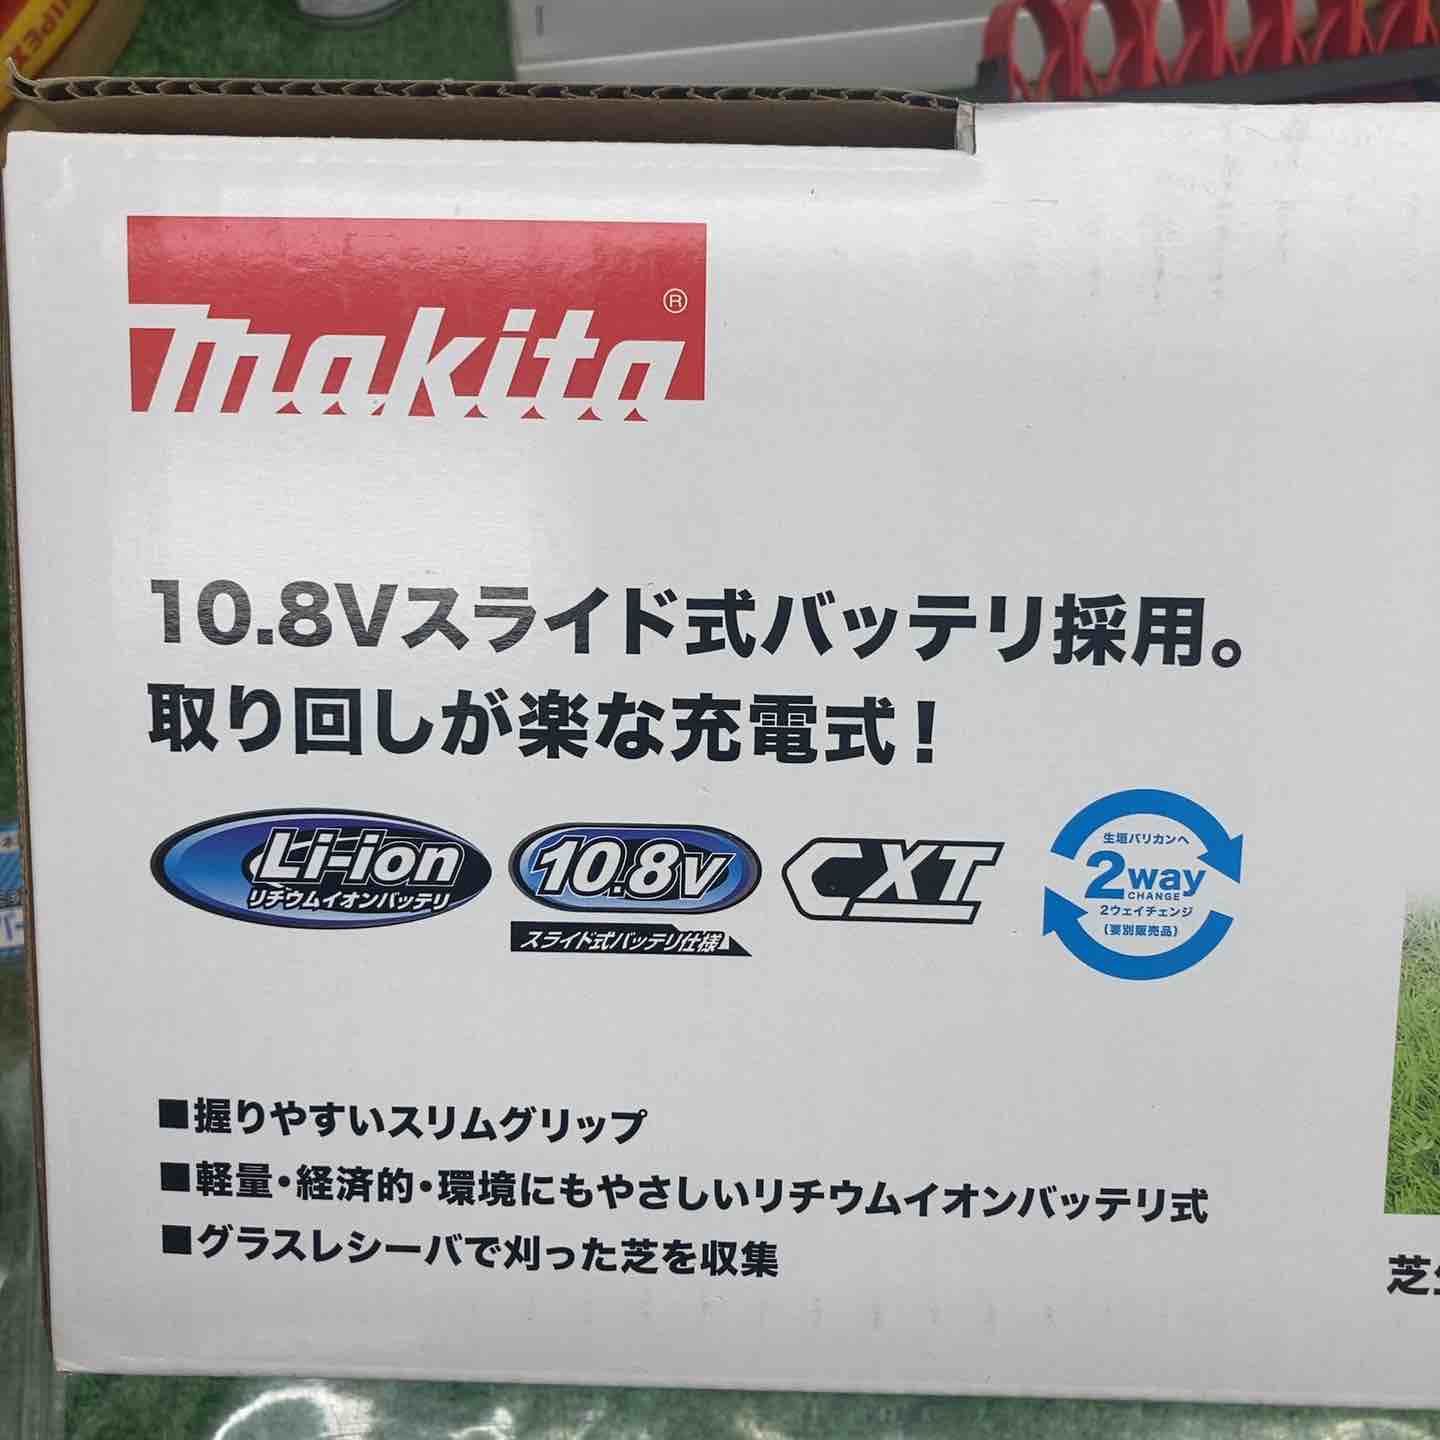 makita®
10.8Vスライド式バッテリ採用。
取り回しが楽な充電式！
Li-ion
リチウムイオンバッテリ
10.8V
スライド式バッテリ仕様
CXT
生垣バリカンへ
2way
CHANGE
2ウェイチェンジ
(要別販売品)
■握りやすいスリムグリップ
■軽量・経済的・環境にもやさしいリチウムイオンバッテリ式
■グラスレシーバで刈った芝を収集
芝